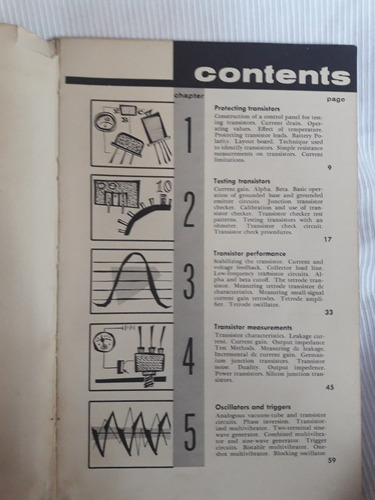 contents
chapter
page
1
Protecting transistors
Construction of a control panel for tes-
ing transistors. Current drain. Oper-
ating values. Effect of temperature.
Protecting transistor leads. Battery Po-
larity. Layout board. Technique used
to identify transistors. Simple resistance
measurements on transistors. Current
limitations.
9
2
10
Testing transistors
Current gain. Alpha. Beta. Basic oper-
ation of grounded base and grounded
emitter circuits. Junction transistor
checker. Calibration and use of tran-
sistor checker. Transistor checker test
patterns. Testing transistors with an
ohmmeter. Transistor check circuit.
Transistor check procedures.
17
3
Transistor performance
Stabilizing the transistor. Current and
voltage feedback. Collector load line.
Low-frequency transistor circuits. Al-
pha and beta cutoff. The tetrode tran-
sistor. Measuring tetrode transistor dc
characteristics. Measuring small-signal
current gain tetrodes. Tetrode ampli-
fier. Tetrode oscillator.
33
4
Transistor measurements
Transistor characteristics. Leakage cur-
rent. Current gain. Output impedance
Test Methods. Measuring dc leakage.
Incremental dc current gain. German-
ium junction transistors. Transistor
noise. Duality. Output impedence.
Power transistors. Silicon junction tran-
sistors.
45
5
Oscillators and triggers
Analogous vacuum-tube and transistor
circuits. Phase inversion. Transistor-
ized multivibrator. Two-terminal sine-
wave generator. Combined multivibra-
tor and sine-wave generator. Trigger
circuits. Bistable multivibrator. One-
shot multivibrator. Blocking oscillator
59